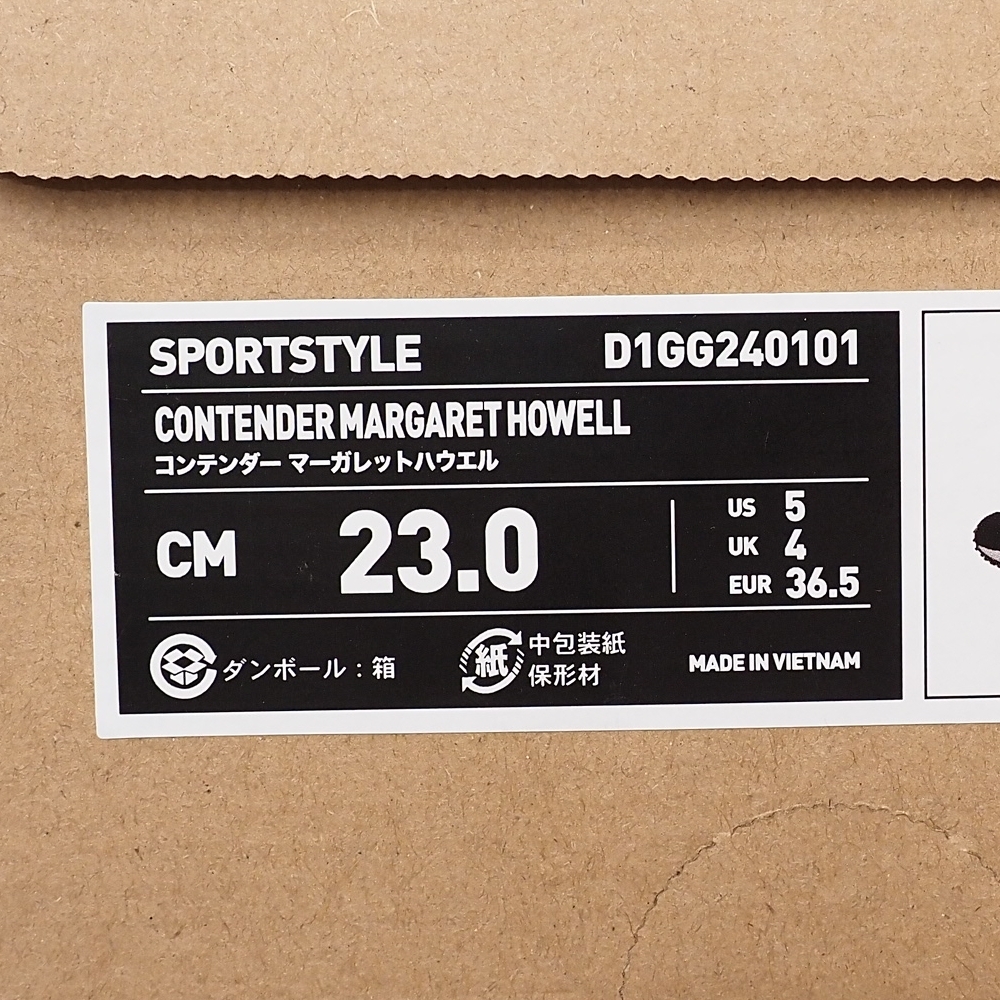 SPORTSTYLE D1GG240101
CONTENDER MARGARET HOWELL
コンテンダー マーガレットハウエル
CM 23.0
US 5
UK 4
EUR 36.5
ダンボール：箱
紙 中包装紙
保形材
MADE IN VIETNAM